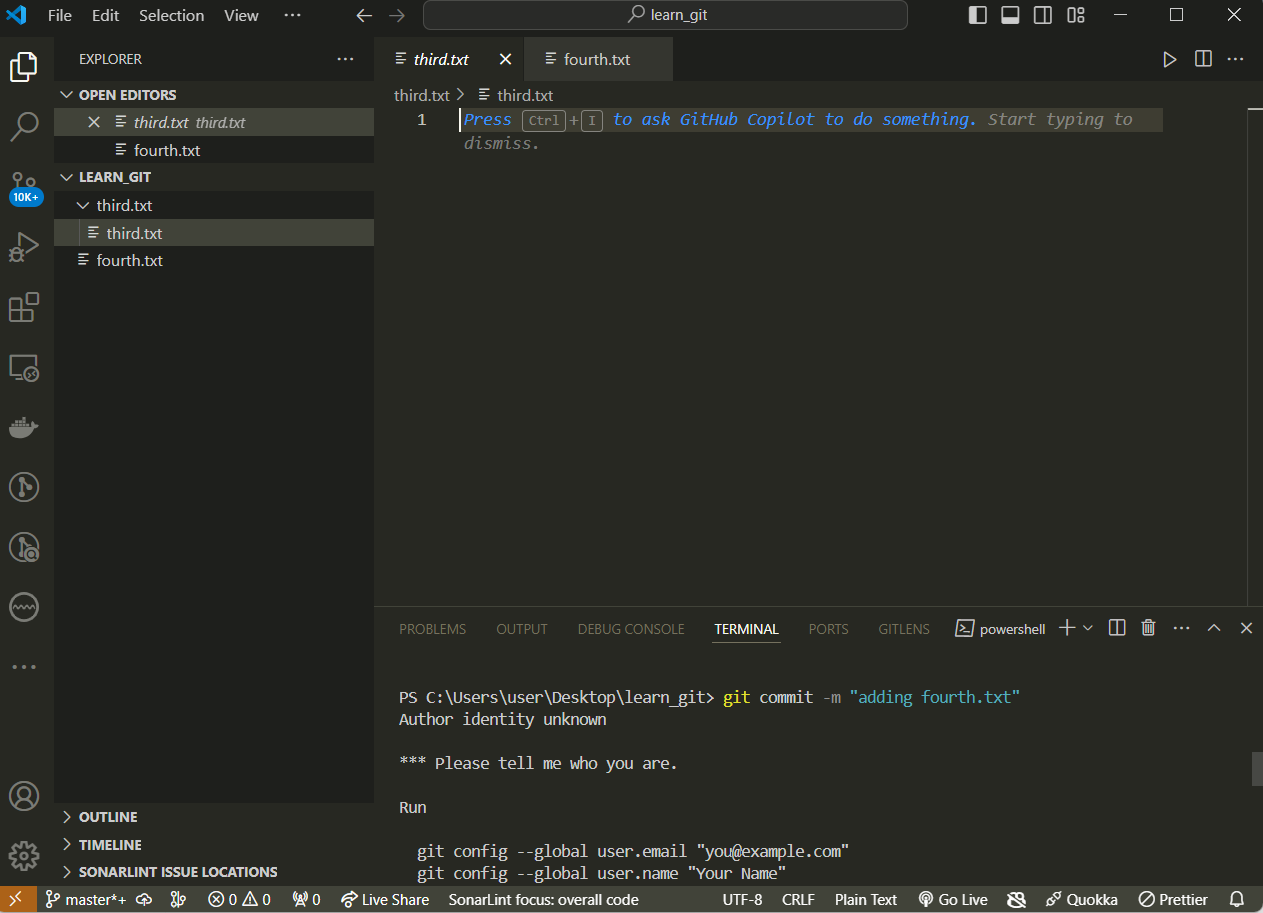 File Edit Selection View ··· learn_git
EXPLORER ···
OPEN EDITORS
third.txt third.txt
fourth.txt
LEARN_GIT
third.txt
third.txt
fourth.txt
10K+
OUTLINE
TIMELINE
SONARLINT ISSUE LOCATIONS
third.txt fourth.txt
third.txt > third.txt
1 Press Ctrl+I to ask GitHub Copilot to do something. Start typing to
dismiss.
PROBLEMS OUTPUT DEBUG CONSOLE TERMINAL PORTS GITLENS powershell
PS C:\Users\user\Desktop\learn_git> git commit -m "adding fourth.txt"
Author identity unknown
*** Please tell me who you are.
Run
git config --global user.email "you@example.com"
git config --global user.name "Your Name"
master*+ 0 0 0 Live Share SonarLint focus: overall code UTF-8 CRLF Plain Text Go Live Quokka Prettier